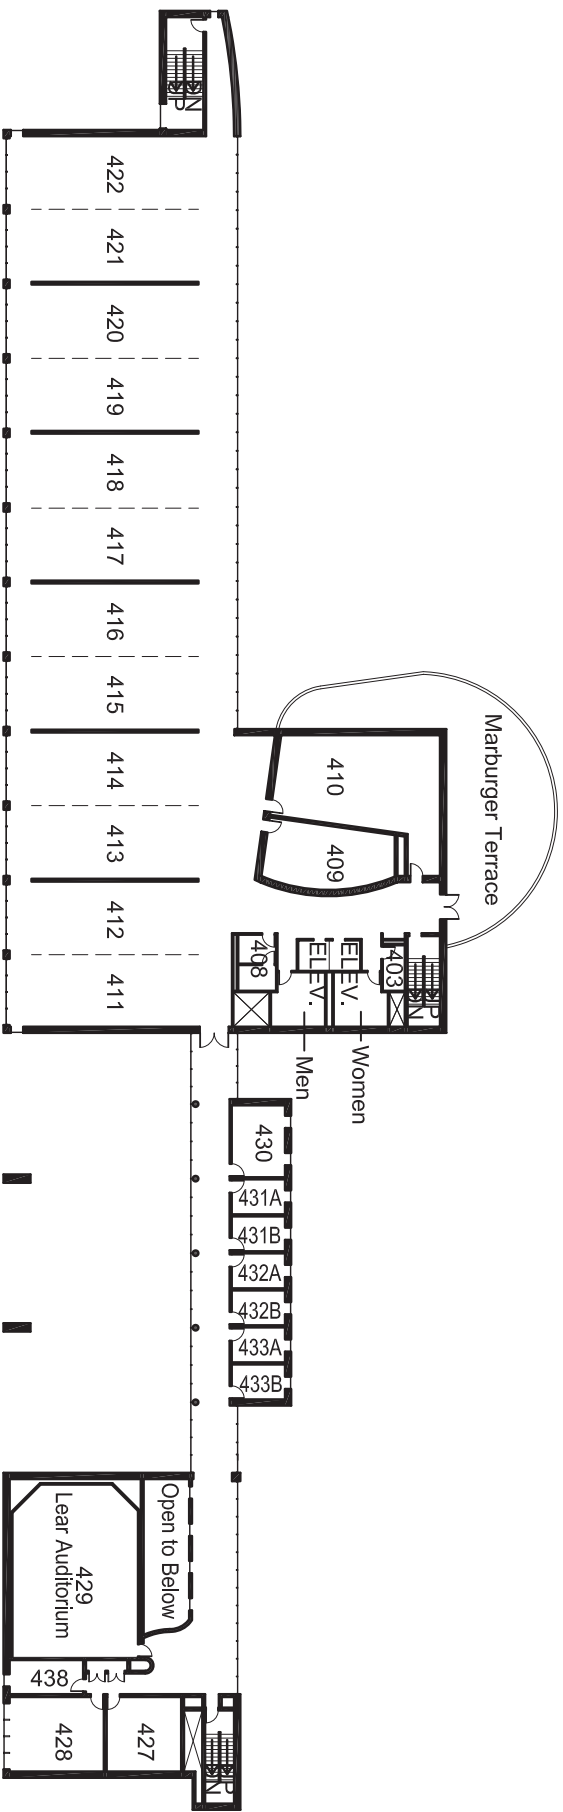 UP
DN
422
421
420
419
418
417
416
415
414
413
412
411
Marburger Terrace
410
409
408
ELEV.
ELEV.
403
UP
DN
Men
Women
430
431A
431B
432A
432B
433A
433B
Open to Below
429
Lear Auditorium
438
428
427
UP
DN